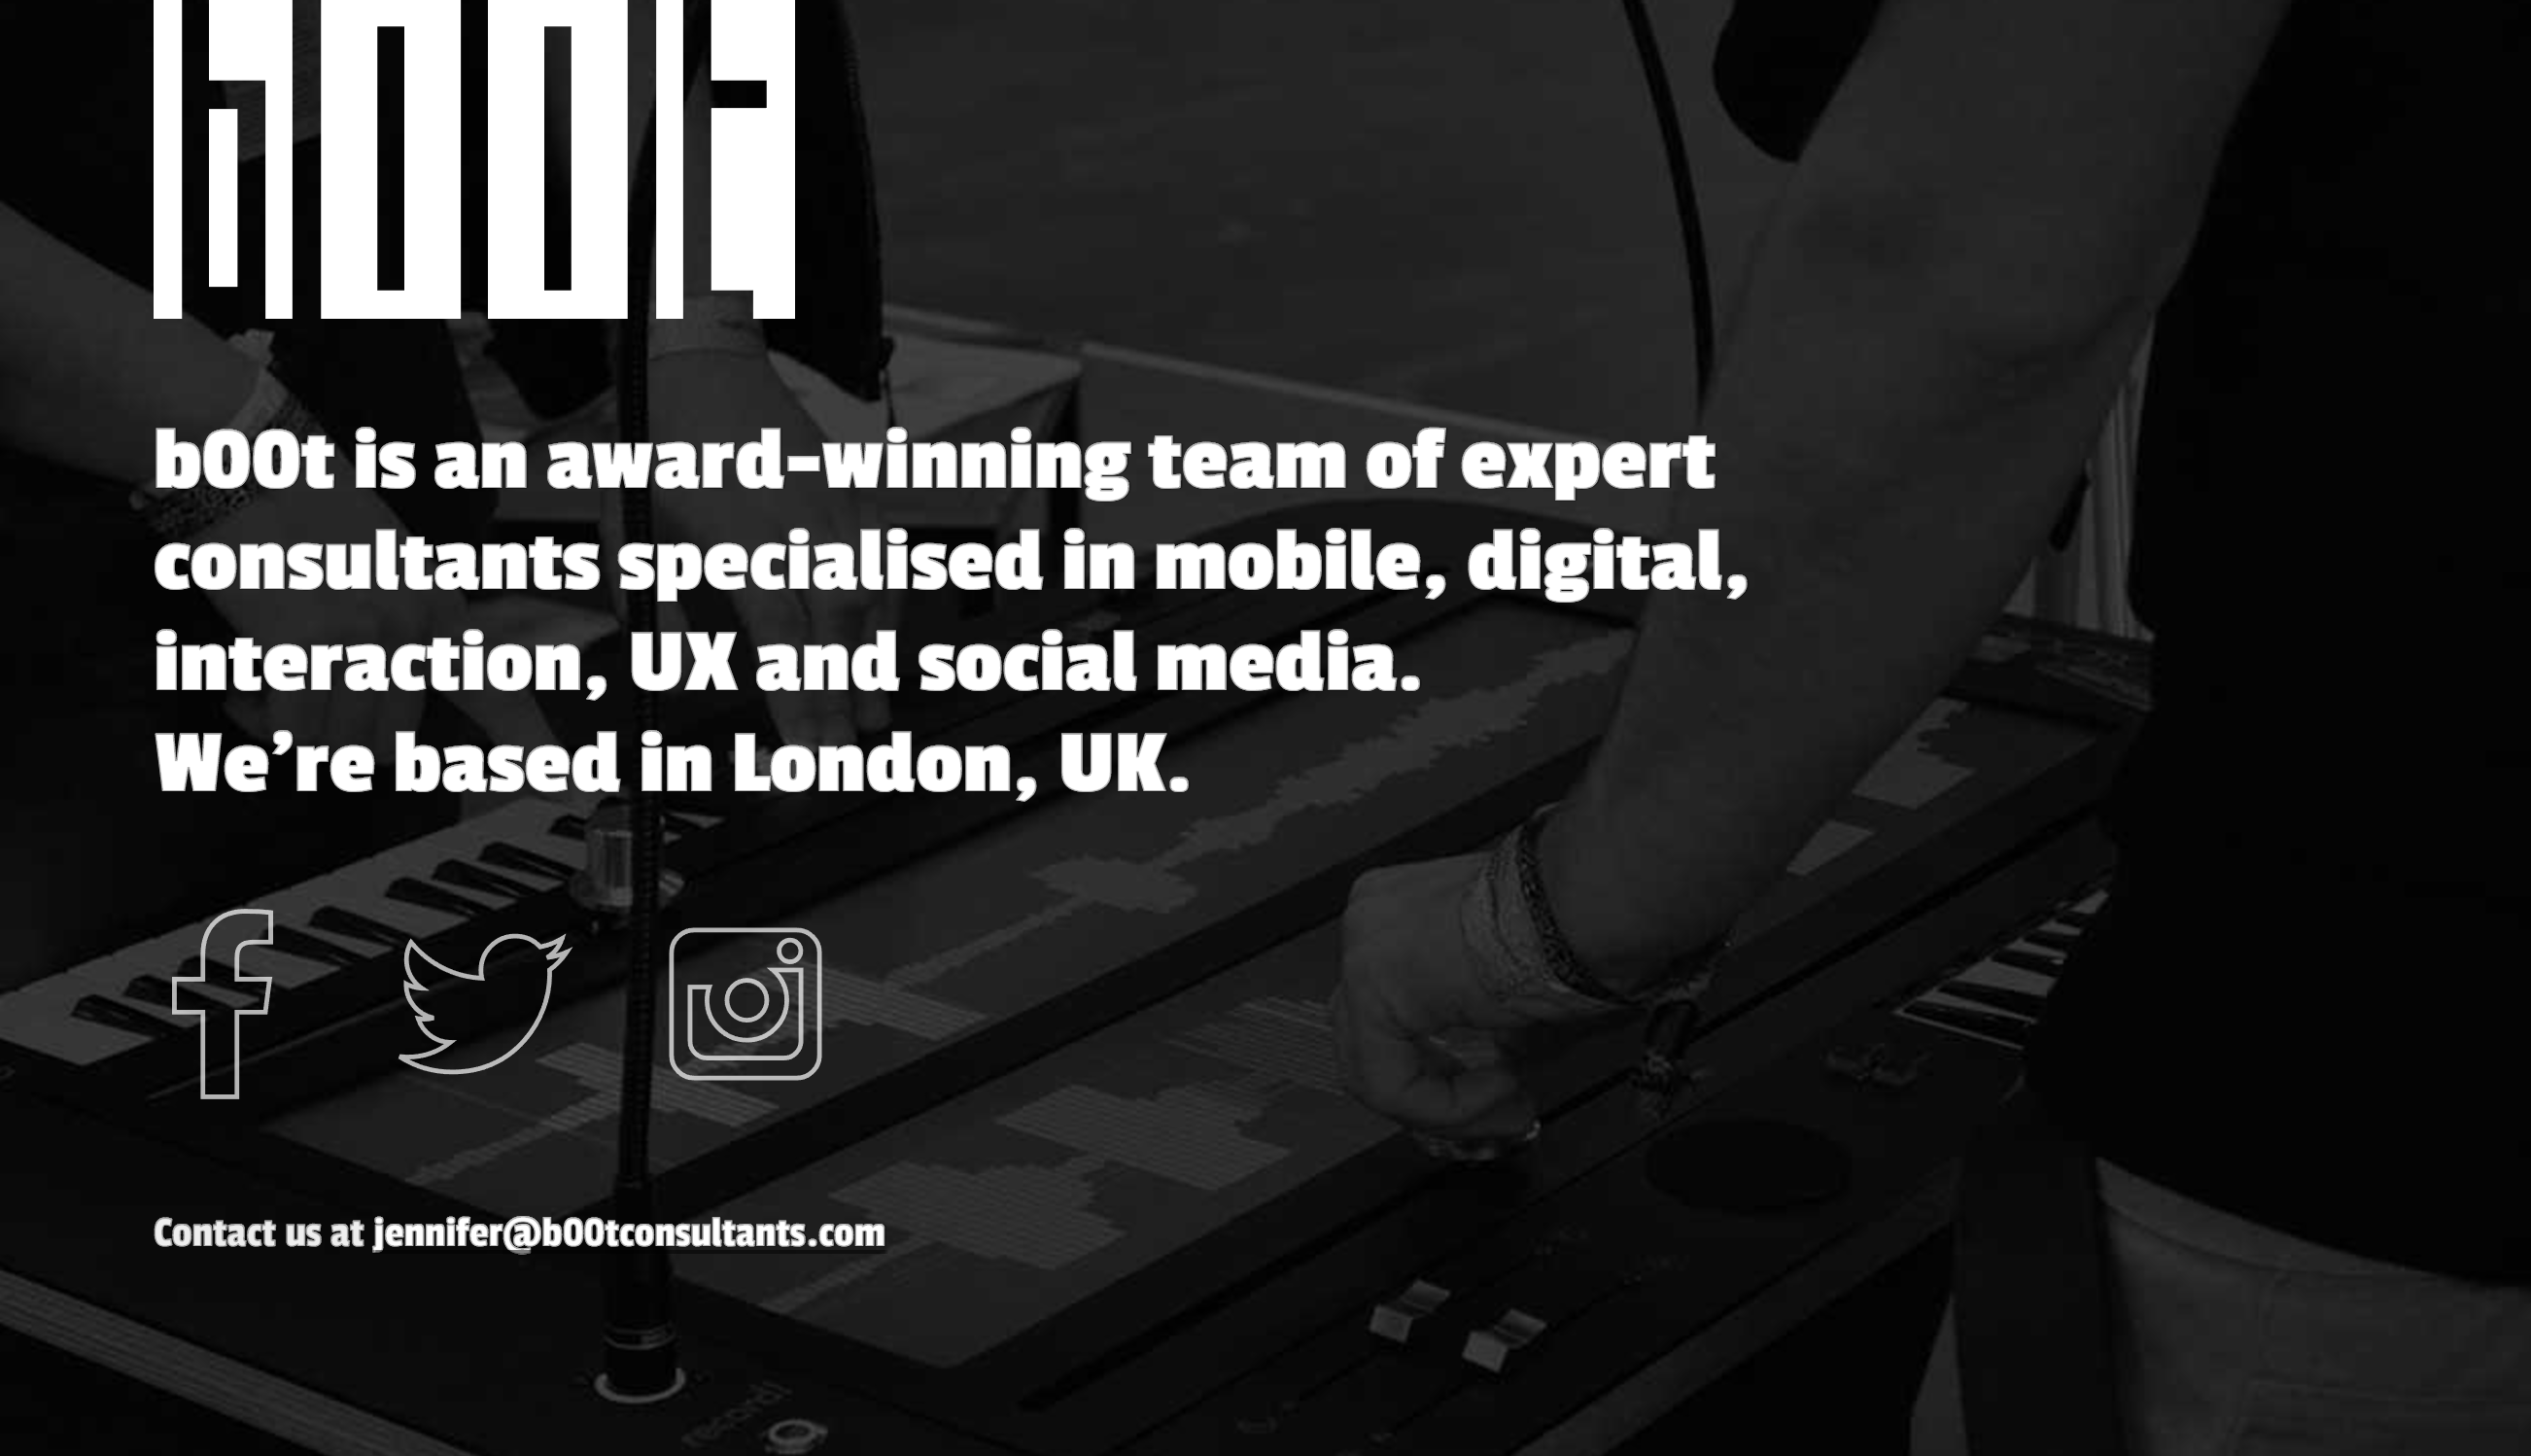 b00t is an award-winning team of expert
consultants specialised in mobile, digital,
interaction, UX and social media.
We're based in London, UK.
Contact us at jennifer@b00tconsultants.com
record!